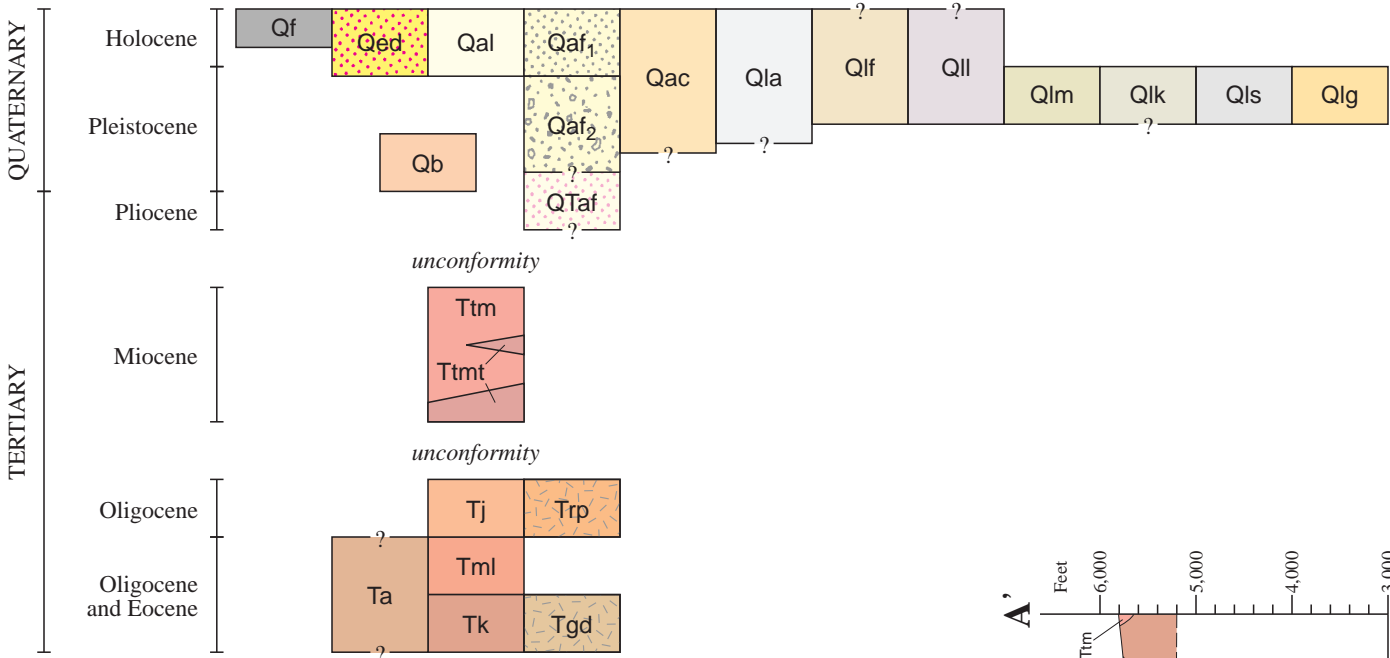 QUATERNARY
Holocene
Qf
Qed
Qal
Qaf1
Qac
Qla
?
Qlf
?
Qll
Qlm
Qlk
?
Qls
Qlg
Pleistocene
Qb
Qaf2
?
?
?
Pliocene
QTaf
?
unconformity
TERTIARY
Miocene
Ttm
Ttmt
unconformity
Oligocene
Tj
Trp
Oligocene
and Eocene
?
Ta
?
Tml
Tk
Tgd
A'
Feet
6,000
5,000
4,000
3,000
Ttm